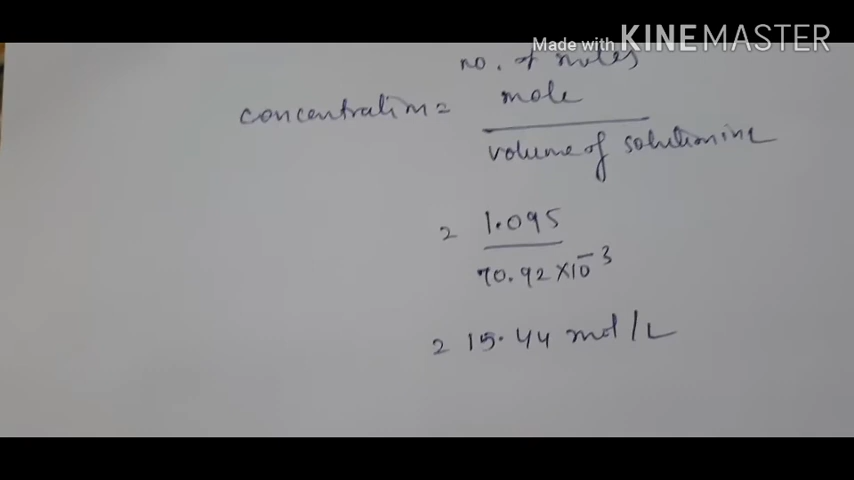 Made with KINEMASTER
no. of moles
concentration = mole
volume of solution in L
= 1.095
70.92 × 10⁻³
= 15.44 mol/L